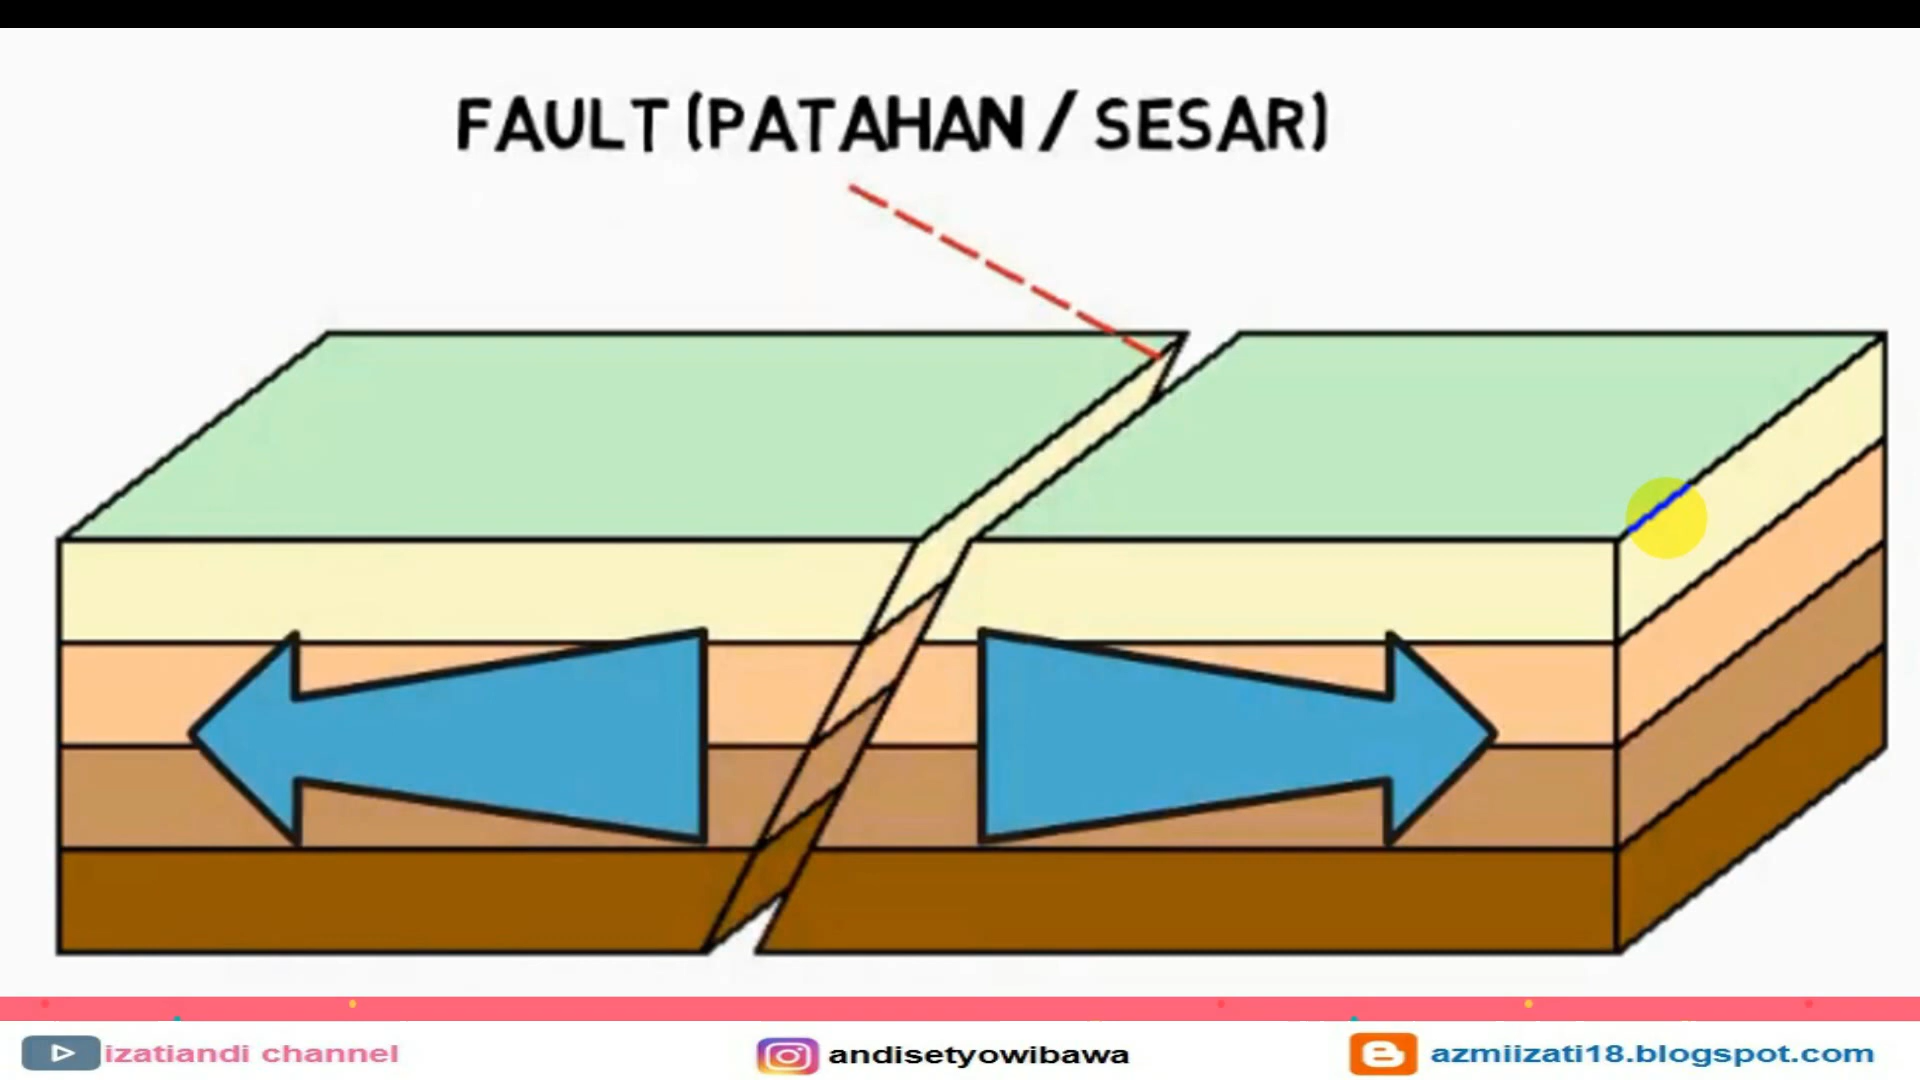 FAULT (PATAHAN / SESAR)
izatiandi channel
andisetyowibawa
azmiizati18.blogspot.com